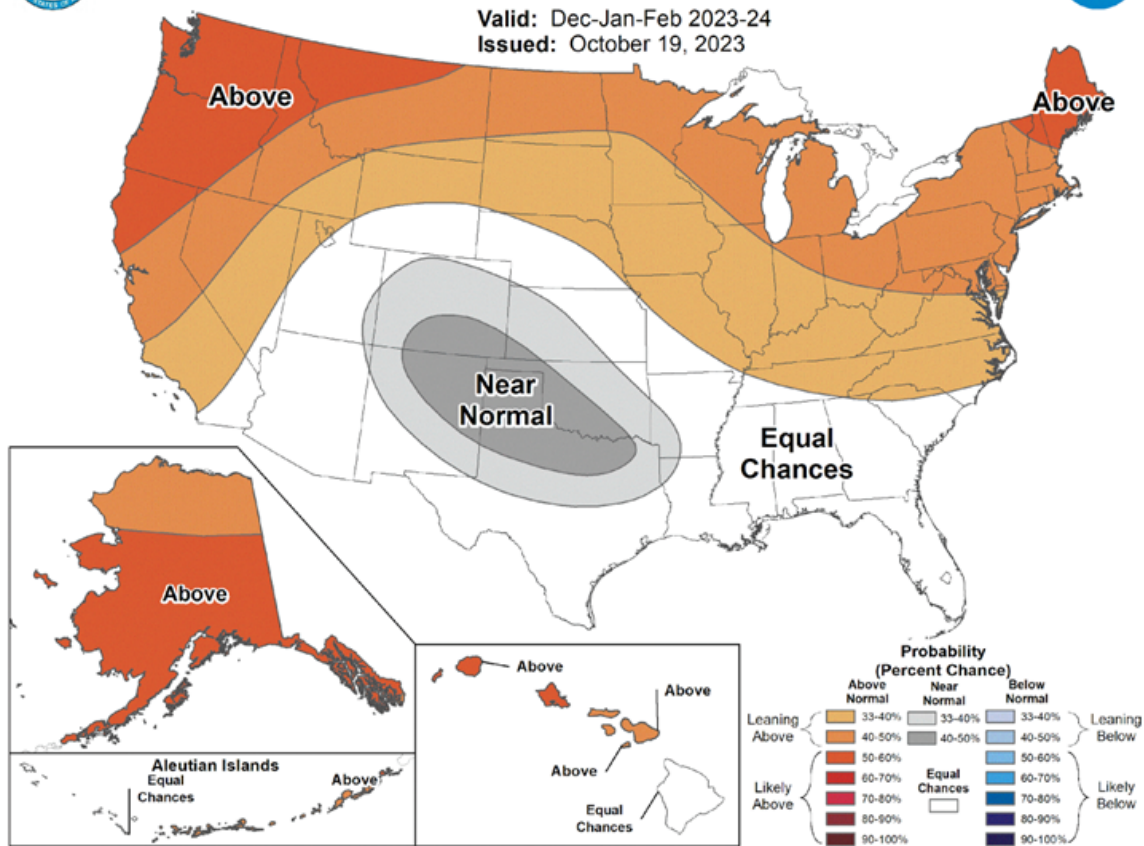 Valid: Dec-Jan-Feb 2023-24
Issued: October 19, 2023
Above
Above
Near
Normal
Equal
Chances
Above
Aleutian Islands
Equal
Chances
Above
Above
Above
Above
Equal
Chances
Probability
(Percent Chance)
Above
Normal
Near
Normal
Below
Normal
Leaning
Above
33-40%
40-50%
33-40%
40-50%
33-40%
40-50%
Leaning
Below
Likely
Above
50-60%
60-70%
70-80%
80-90%
90-100%
Equal
Chances
50-60%
60-70%
70-80%
80-90%
90-100%
Likely
Below